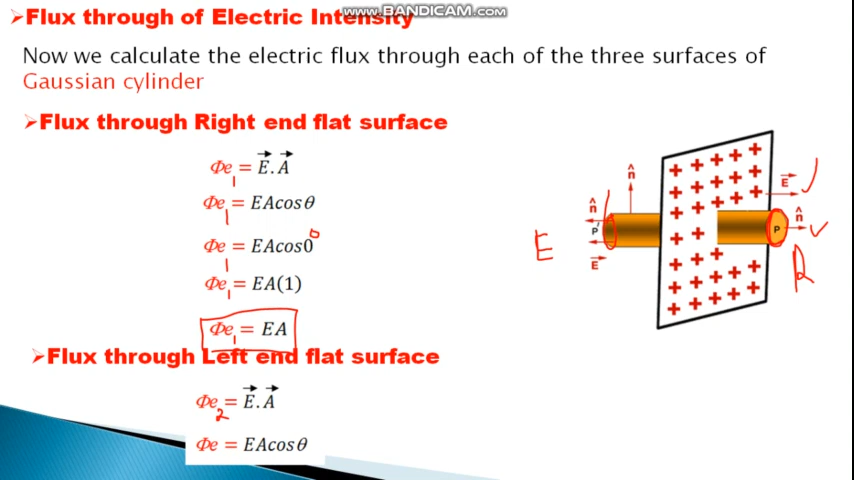 ➢Flux through of Electric Intensity
www.BANDICAM.com
Now we calculate the electric flux through each of the three surfaces of
Gaussian cylinder
➢Flux through Right end flat surface
Φe1 = E⃗.A⃗
Φe1 = EAcosθ
Φe1 = EAcos0°
Φe1 = EA(1)
Φe1 = EA
➢Flux through Left end flat surface
Φe2 = E⃗.A⃗
Φe = EAcosθ
n̂
E⃗
n̂
n̂
P'
P
E
E⃗
R